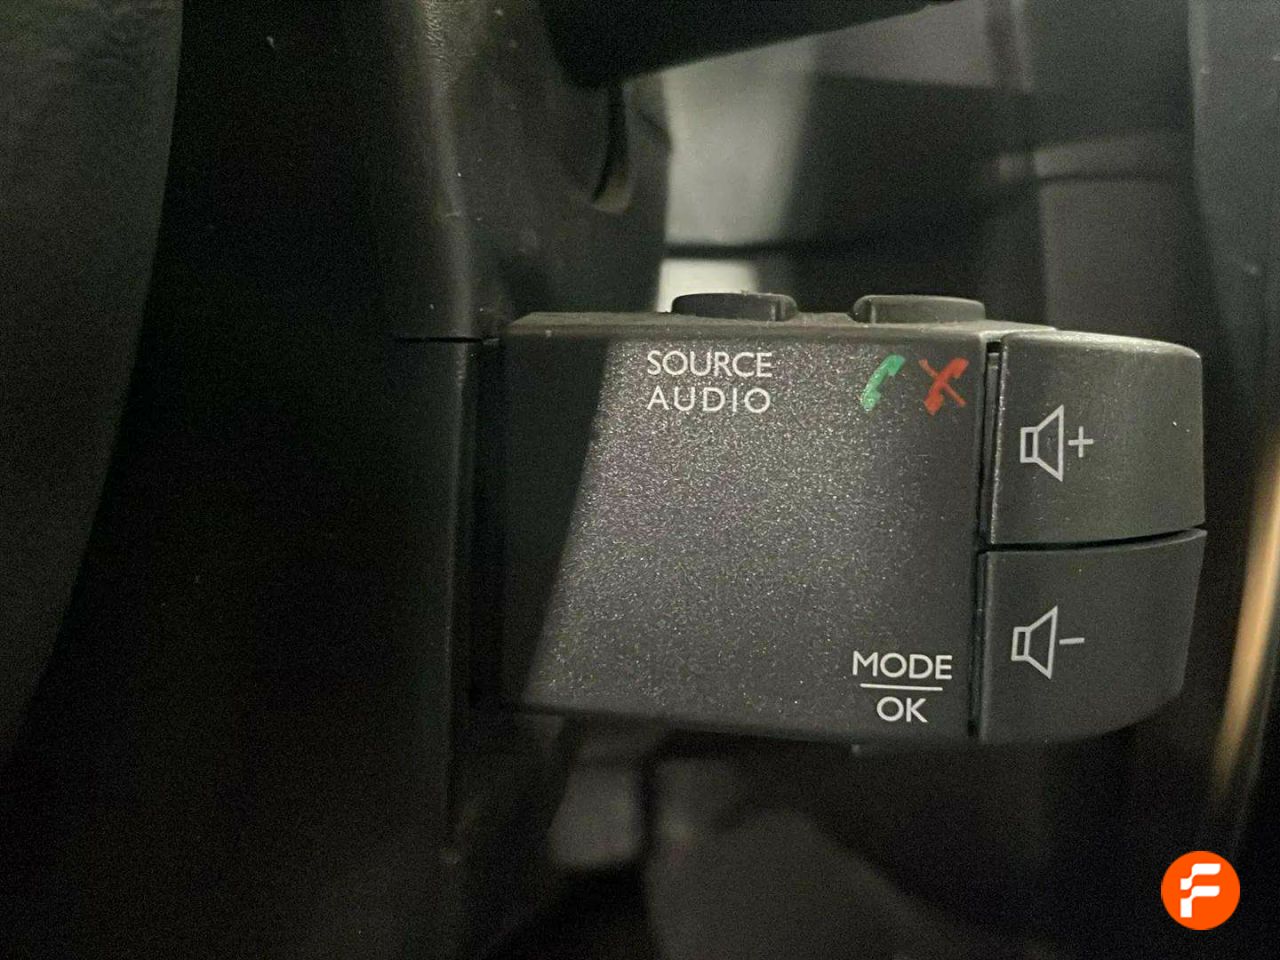 SOURCE
AUDIO
+
-
MODE
OK